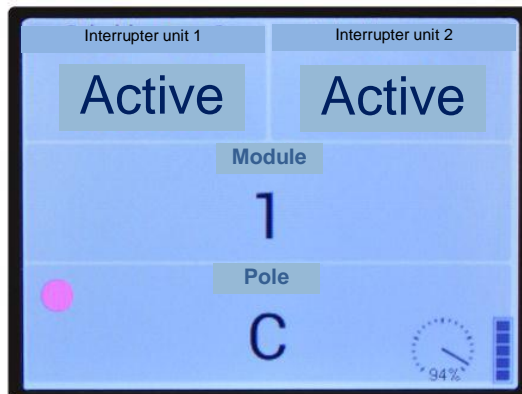 Interrupter unit 1
Interrupter unit 2
Active
Active
Module
1
Pole
C
94%